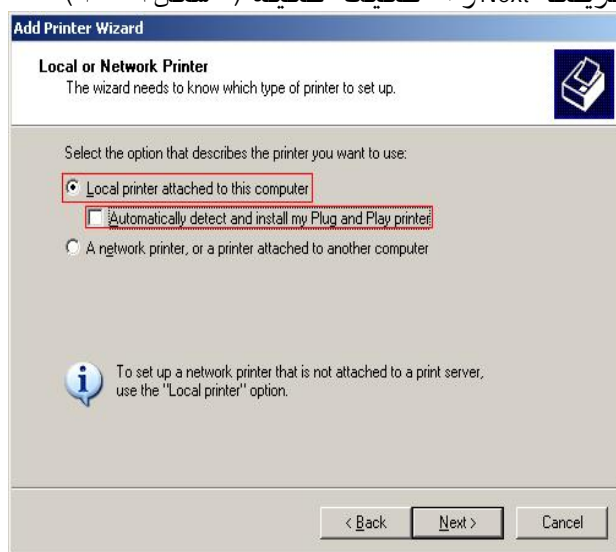 Next
Add Printer Wizard
Local or Network Printer
The wizard needs to know which type of printer to set up.
Select the option that describes the printer you want to use:
Local printer attached to this computer
Automatically detect and install my Plug and Play printer
A network printer, or a printer attached to another computer
To set up a network printer that is not attached to a print server,
use the "Local printer" option.
< Back Next > Cancel